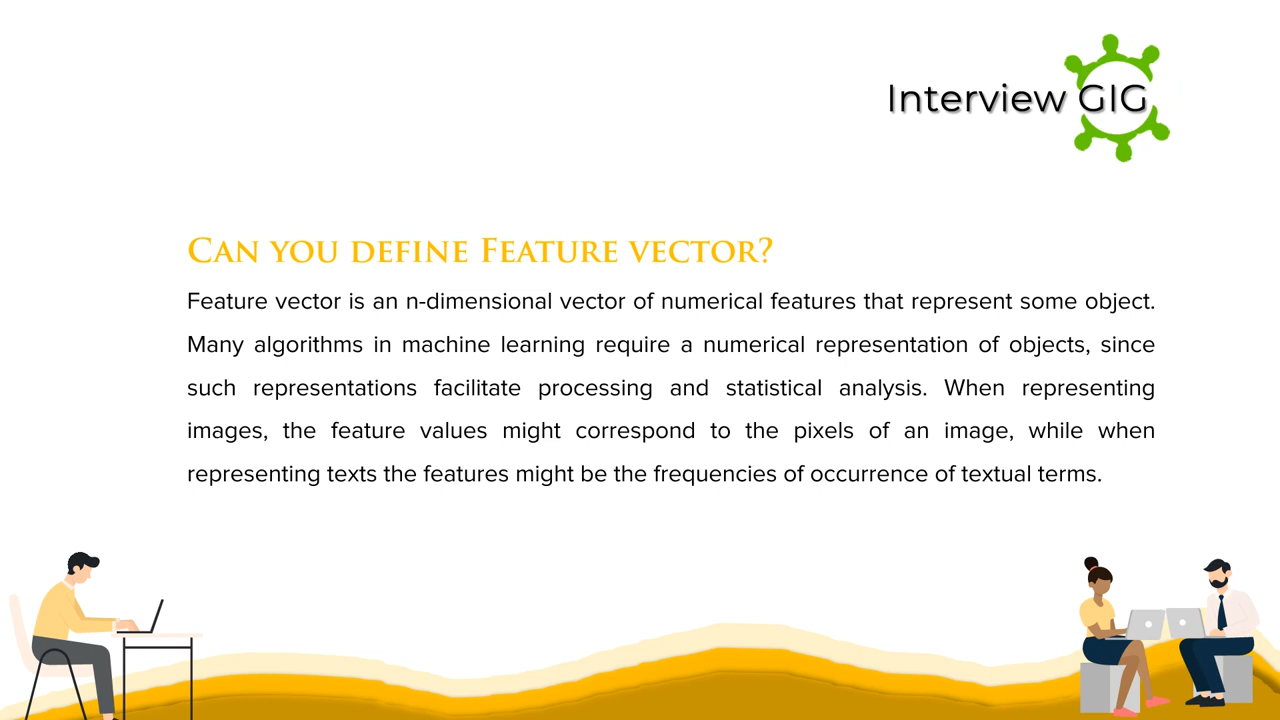 Interview GIG
Can you define Feature vector?
Feature vector is an n-dimensional vector of numerical features that represent some object.
Many algorithms in machine learning require a numerical representation of objects, since
such representations facilitate processing and statistical analysis. When representing
images, the feature values might correspond to the pixels of an image, while when
representing texts the features might be the frequencies of occurrence of textual terms.